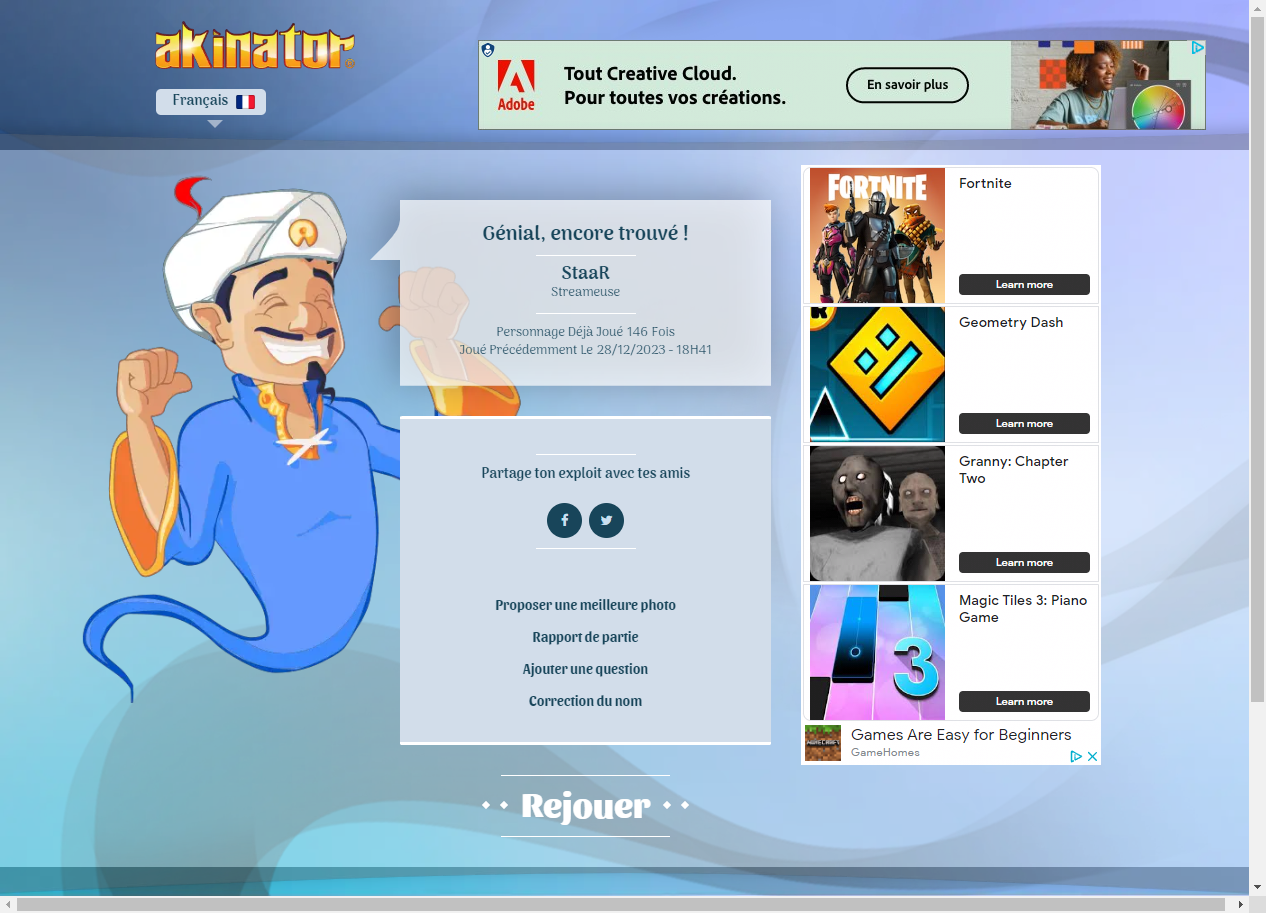 akinator
Français
Adobe
Tout Creative Cloud.
Pour toutes vos créations.
En savoir plus
Génial, encore trouvé !
StaaR
Streameuse
Personnage Déjà Joué 146 Fois
Joué Précédemment Le 28/12/2023 - 18H41
Partage ton exploit avec tes amis
Proposer une meilleure photo
Rapport de partie
Ajouter une question
Correction du nom
Rejouer
FORTNITE
Fortnite
Learn more
Geometry Dash
Learn more
Granny: Chapter
Two
Learn more
3
Magic Tiles 3: Piano
Game
Learn more
MINECRAFT
Games Are Easy for Beginners
GameHomes